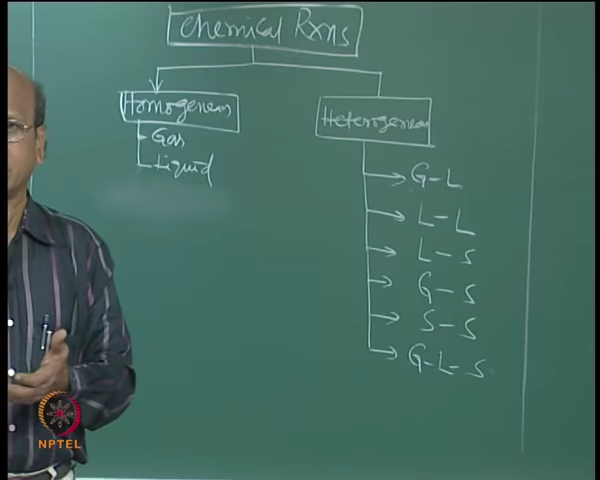 Chemical Rxns
Homogeneous
Gas
Liquid
Heterogeneous
G-L
L-L
L-S
G-S
S-S
G-L-S
NPTEL